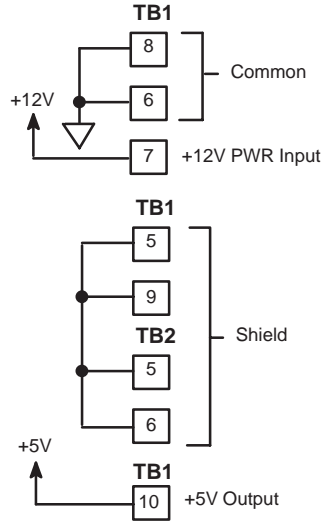 TB1
8
Common
6
+12V
7 +12V PWR Input
TB1
5
9
TB2 Shield
5
6
+5V
TB1
10 +5V Output